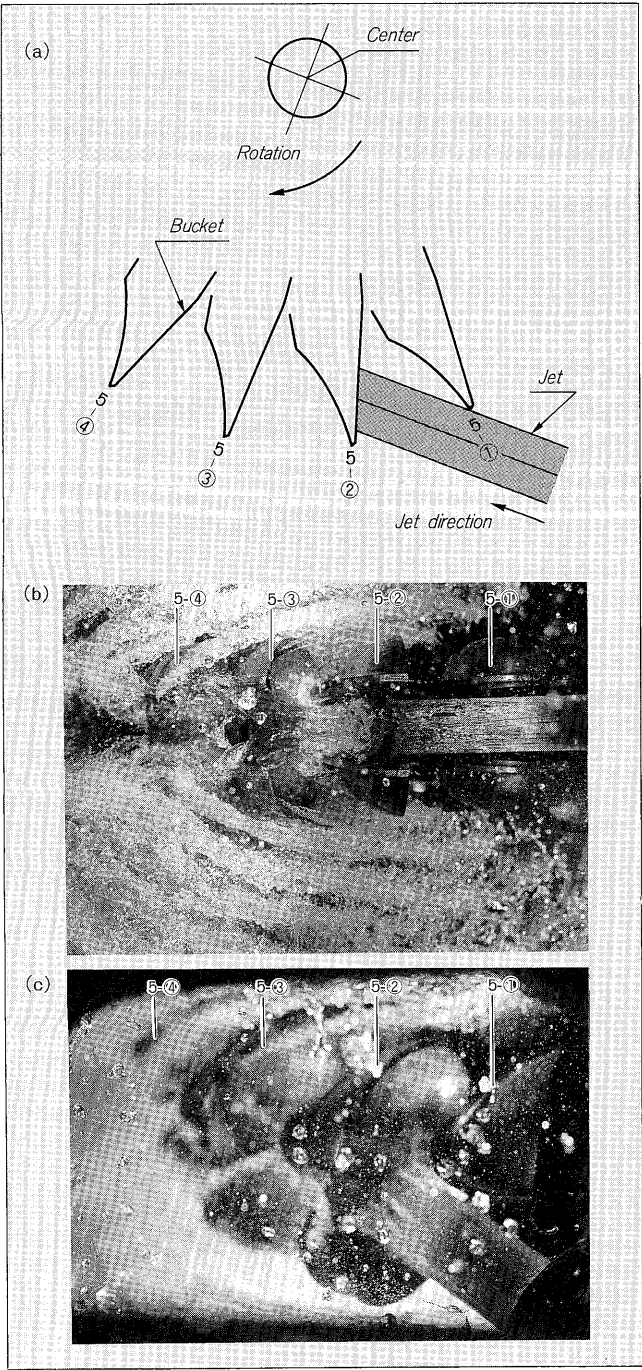 (a)
Center
Rotation
Bucket
Jet
5-④
5-③
5-②
5-①
Jet direction
(b)
5-④ 5-③ 5-② 5-①
(c)
5-④ 5-③ 5-② 5-①